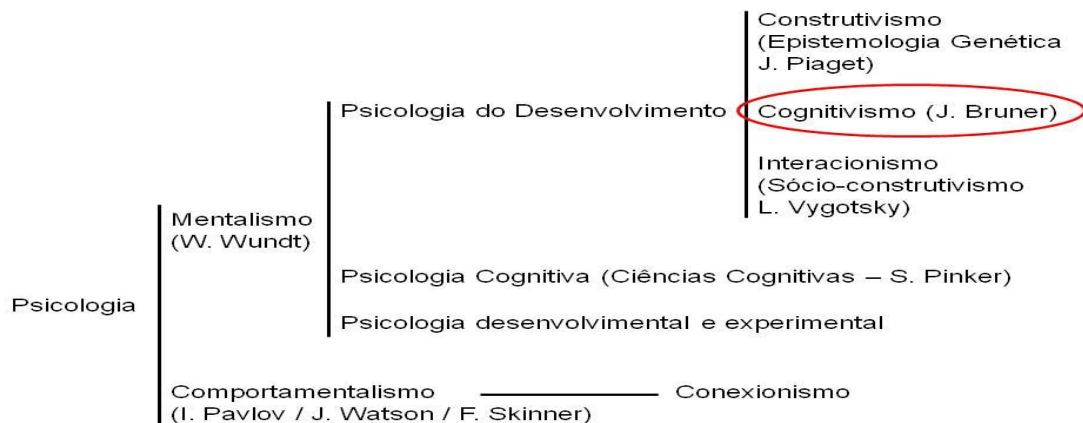 Construtivismo
(Epistemologia Genética
J. Piaget)
Psicologia do Desenvolvimento
Cognitivismo (J. Bruner)
Interacionismo
(Sócio-construtivismo
L. Vygotsky)
Mentalismo
(W. Wundt)
Psicologia Cognitiva (Ciências Cognitivas – S. Pinker)
Psicologia
Psicologia desenvolvimental e experimental
Comportamentalismo
(I. Pavlov / J. Watson / F. Skinner)
Conexionismo